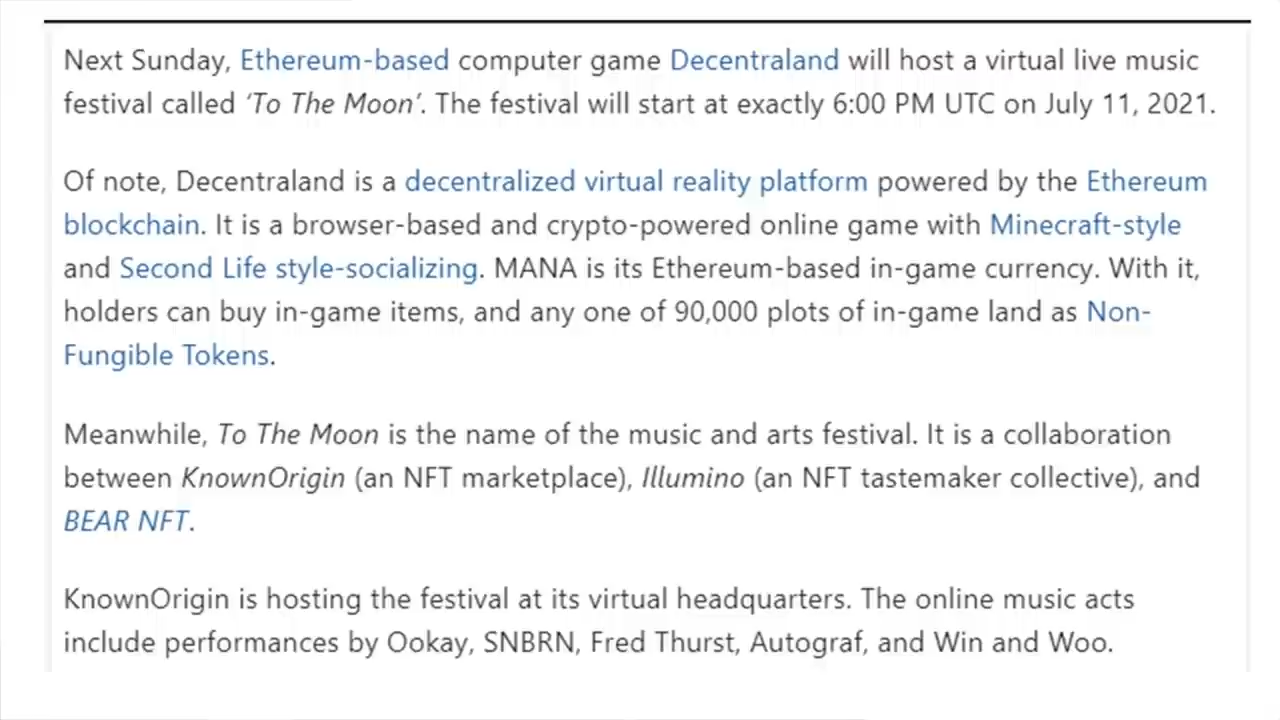 Next Sunday, Ethereum-based computer game Decentraland will host a virtual live music
festival called ‘To The Moon’. The festival will start at exactly 6:00 PM UTC on July 11, 2021.
Of note, Decentraland is a decentralized virtual reality platform powered by the Ethereum
blockchain. It is a browser-based and crypto-powered online game with Minecraft-style
and Second Life style-socializing. MANA is its Ethereum-based in-game currency. With it,
holders can buy in-game items, and any one of 90,000 plots of in-game land as Non-
Fungible Tokens.
Meanwhile, To The Moon is the name of the music and arts festival. It is a collaboration
between KnownOrigin (an NFT marketplace), Illumino (an NFT tastemaker collective), and
BEAR NFT.
KnownOrigin is hosting the festival at its virtual headquarters. The online music acts
include performances by Ookay, SNBRN, Fred Thurst, Autograf, and Win and Woo.